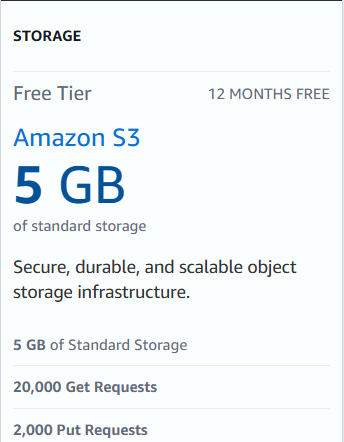 STORAGE
Free Tier 12 MONTHS FREE
Amazon S3
5 GB
of standard storage
Secure, durable, and scalable object
storage infrastructure.
5 GB of Standard Storage
20,000 Get Requests
2,000 Put Requests